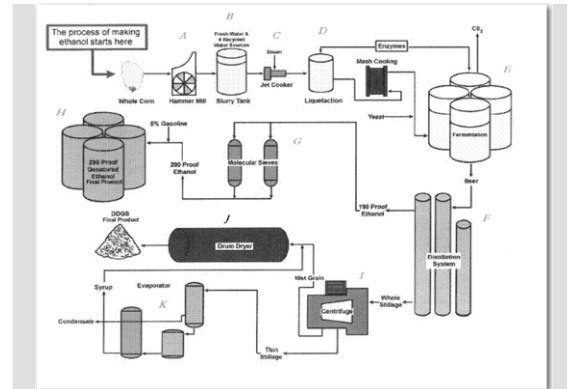 The process of making
ethanol starts here
A
B
C
D
E
Fresh Water &
# Recycled
Water Sources
Steam
Enzymes
CO2
Mash Cooking
Whole Corn
Hammer Mill
Slurry Tank
Jet Cooker
Liquefaction
Yeast
Fermentation
H
5% Gasoline
G
Molecular Sieves
200 Proof
Denatured
Ethanol
Final Product
200 Proof
Ethanol
Beer
190 Proof
Ethanol
F
Distillation
System
J
DDGS
Final Product
Drum Dryer
Wet Grain
I
Centrifuge
Whole
Stillage
Syrup
Evaporator
K
Condensate
Thin
Stillage